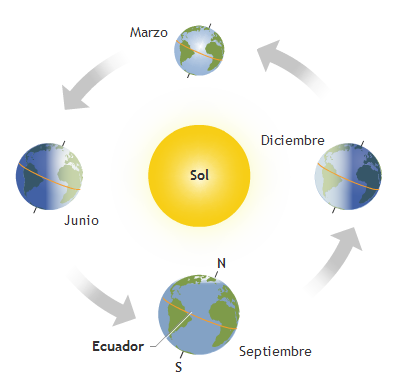 Marzo
Diciembre
Sol
Junio
N
Ecuador
Septiembre
S